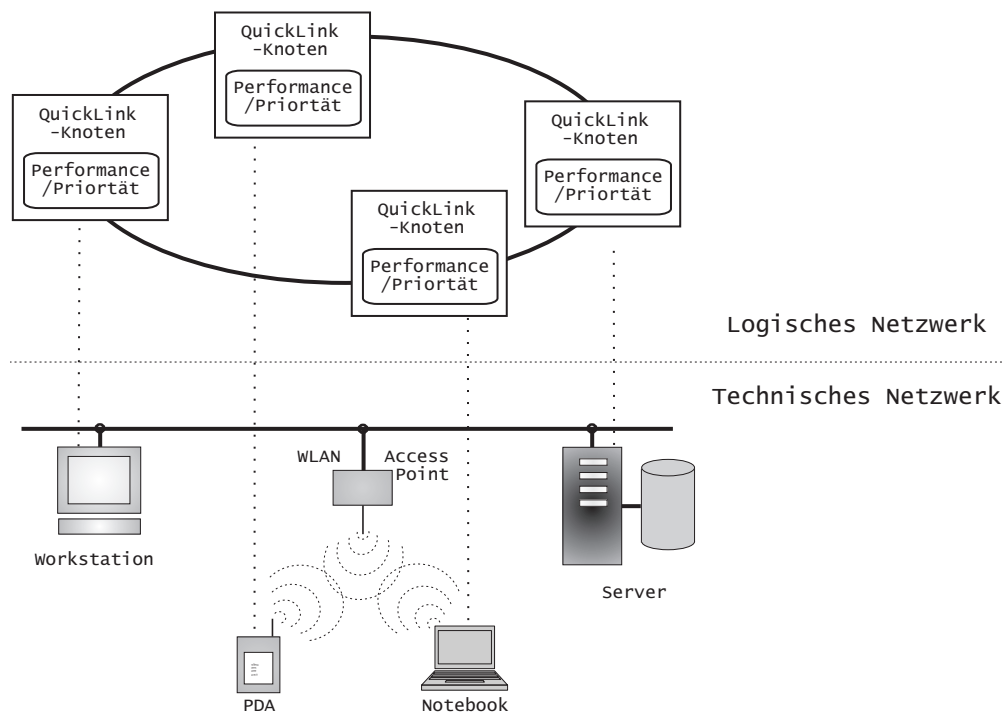 QuickLink
-Knoten
Performance
/Priortät
QuickLink
-Knoten
Performance
/Priortät
QuickLink
-Knoten
Performance
/Priortät
QuickLink
-Knoten
Performance
/Priortät
Logisches Netzwerk
Technisches Netzwerk
WLAN Access
Point
Workstation
Server
PDA
Notebook